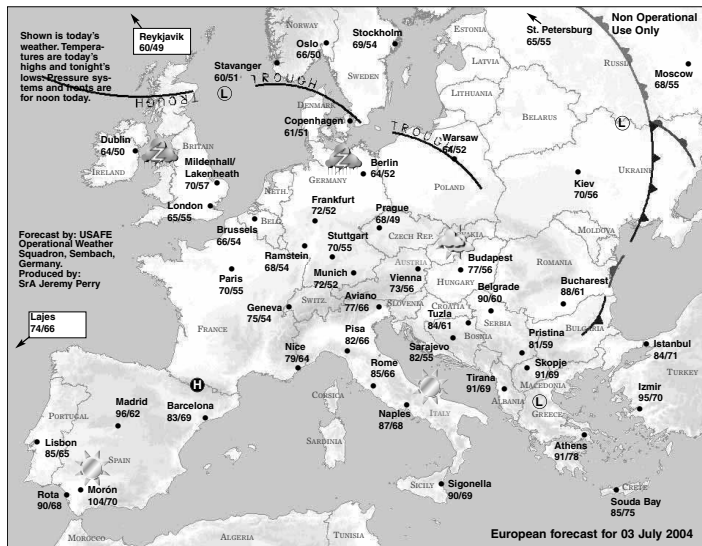 Shown is today's
weather. Tempera-
tures are today's
highs and tonight's
lows. Pressure sys-
tems and fronts are
for noon today.
Reykjavik
60/49
NORWAY
Oslo
66/50
Stockholm
69/54
ESTONIA
St. Petersburg
65/55
Non Operational
Use Only
RUSSIA
Moscow
68/55
Stavanger
60/51
L
TROUGH
SWEDEN
LATVIA
LITHUANIA
TROUGH
DENMARK
Copenhagen
61/51
BELARUS
L
Dublin
64/50
IRELAND
BRITAIN
Mildenhall/
Lakenheath
70/57
London
65/55
TROUGH
Warsaw
64/52
POLAND
Berlin
64/52
GERMANY
NETH.
UKRAINE
Kiev
70/56
Frankfurt
72/52
Prague
68/49
CZECH REP.
BELG.
Brussels
66/54
Stuttgart
70/55
Ramstein
68/54
Munich
72/52
Paris
70/55
Forecast by: USAFE
Operational Weather
Squadron, Sembach,
Germany.
Produced by:
SrA Jeremy Perry
MOLDOVA
AUSTRIA
Vienna
73/56
Budapest
77/56
HUNGARY
ROMANIA
Bucharest
88/61
Belgrade
90/60
Lajes
74/66
Geneva
75/54
SWITZ.
Aviano
77/66
SLOVENIA
CROATIA
Tuzla
84/61
BOSNIA
SERBIA
Sarajevo
82/55
FRANCE
Pisa
82/66
Nice
79/64
Pristina
81/59
BULGARIA
Skopje
91/69
MACEDONIA
Istanbul
84/71
TURKEY
H
Rome
85/66
Tirana
91/69
ALBANIA
L
GREECE
Izmir
95/70
CORSICA
Naples
87/68
ITALY
Madrid
96/62
Barcelona
83/69
PORTUGAL
Lisbon
85/65
SPAIN
SARDINIA
Athens
91/78
Rota
90/68
Morón
104/70
SICILY
Sigonella
90/69
CRETE
Souda Bay
85/75
MOROCCO
ALGERIA
TUNISIA
European forecast for 03 July 2004